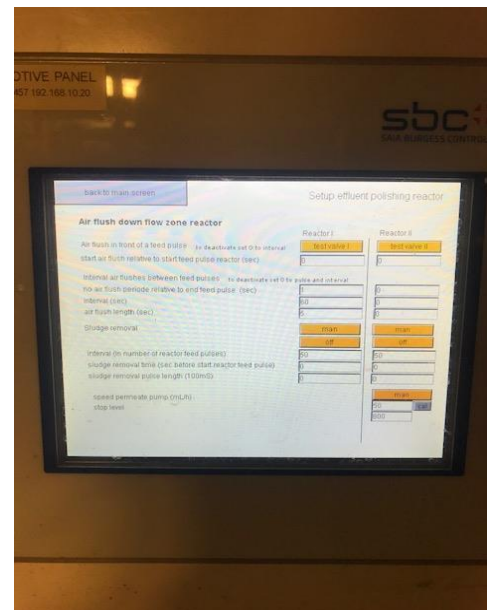 OTIVE PANEL
457 192.168.10.20
sbc
SAIA BURGESS CONTROL
back to main screen
Setup effluent polishing reactor
Air flush down flow zone reactor
Reactor I Reactor II
Air flush in front of a feed pulse to deactivate set 0 to interval test valve I test valve II
start air flush relative to start feed pulse reactor (sec) 0 0
Interval air flushes between feed pulses to deactivate set 0 to pulse and interval
no air flush periode relative to end feed pulse (sec) 1 0
interval (sec) 60 0
air flush length (sec) 5 0
Sludge removal man man
off off
interval (in number of reactor feed pulses) 50 50
sludge removal time (sec before start reactor feed pulse) 0 0
sludge removal pulse length (100mS) 0 0
speed permeate pump (mL/h) man
stop level 50 cal
800